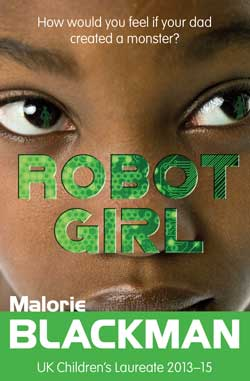 How would you feel if your dad
created a monster?
ROBOT
GIRL
Malorie
BLACKMAN
UK Children's Laureate 2013–15